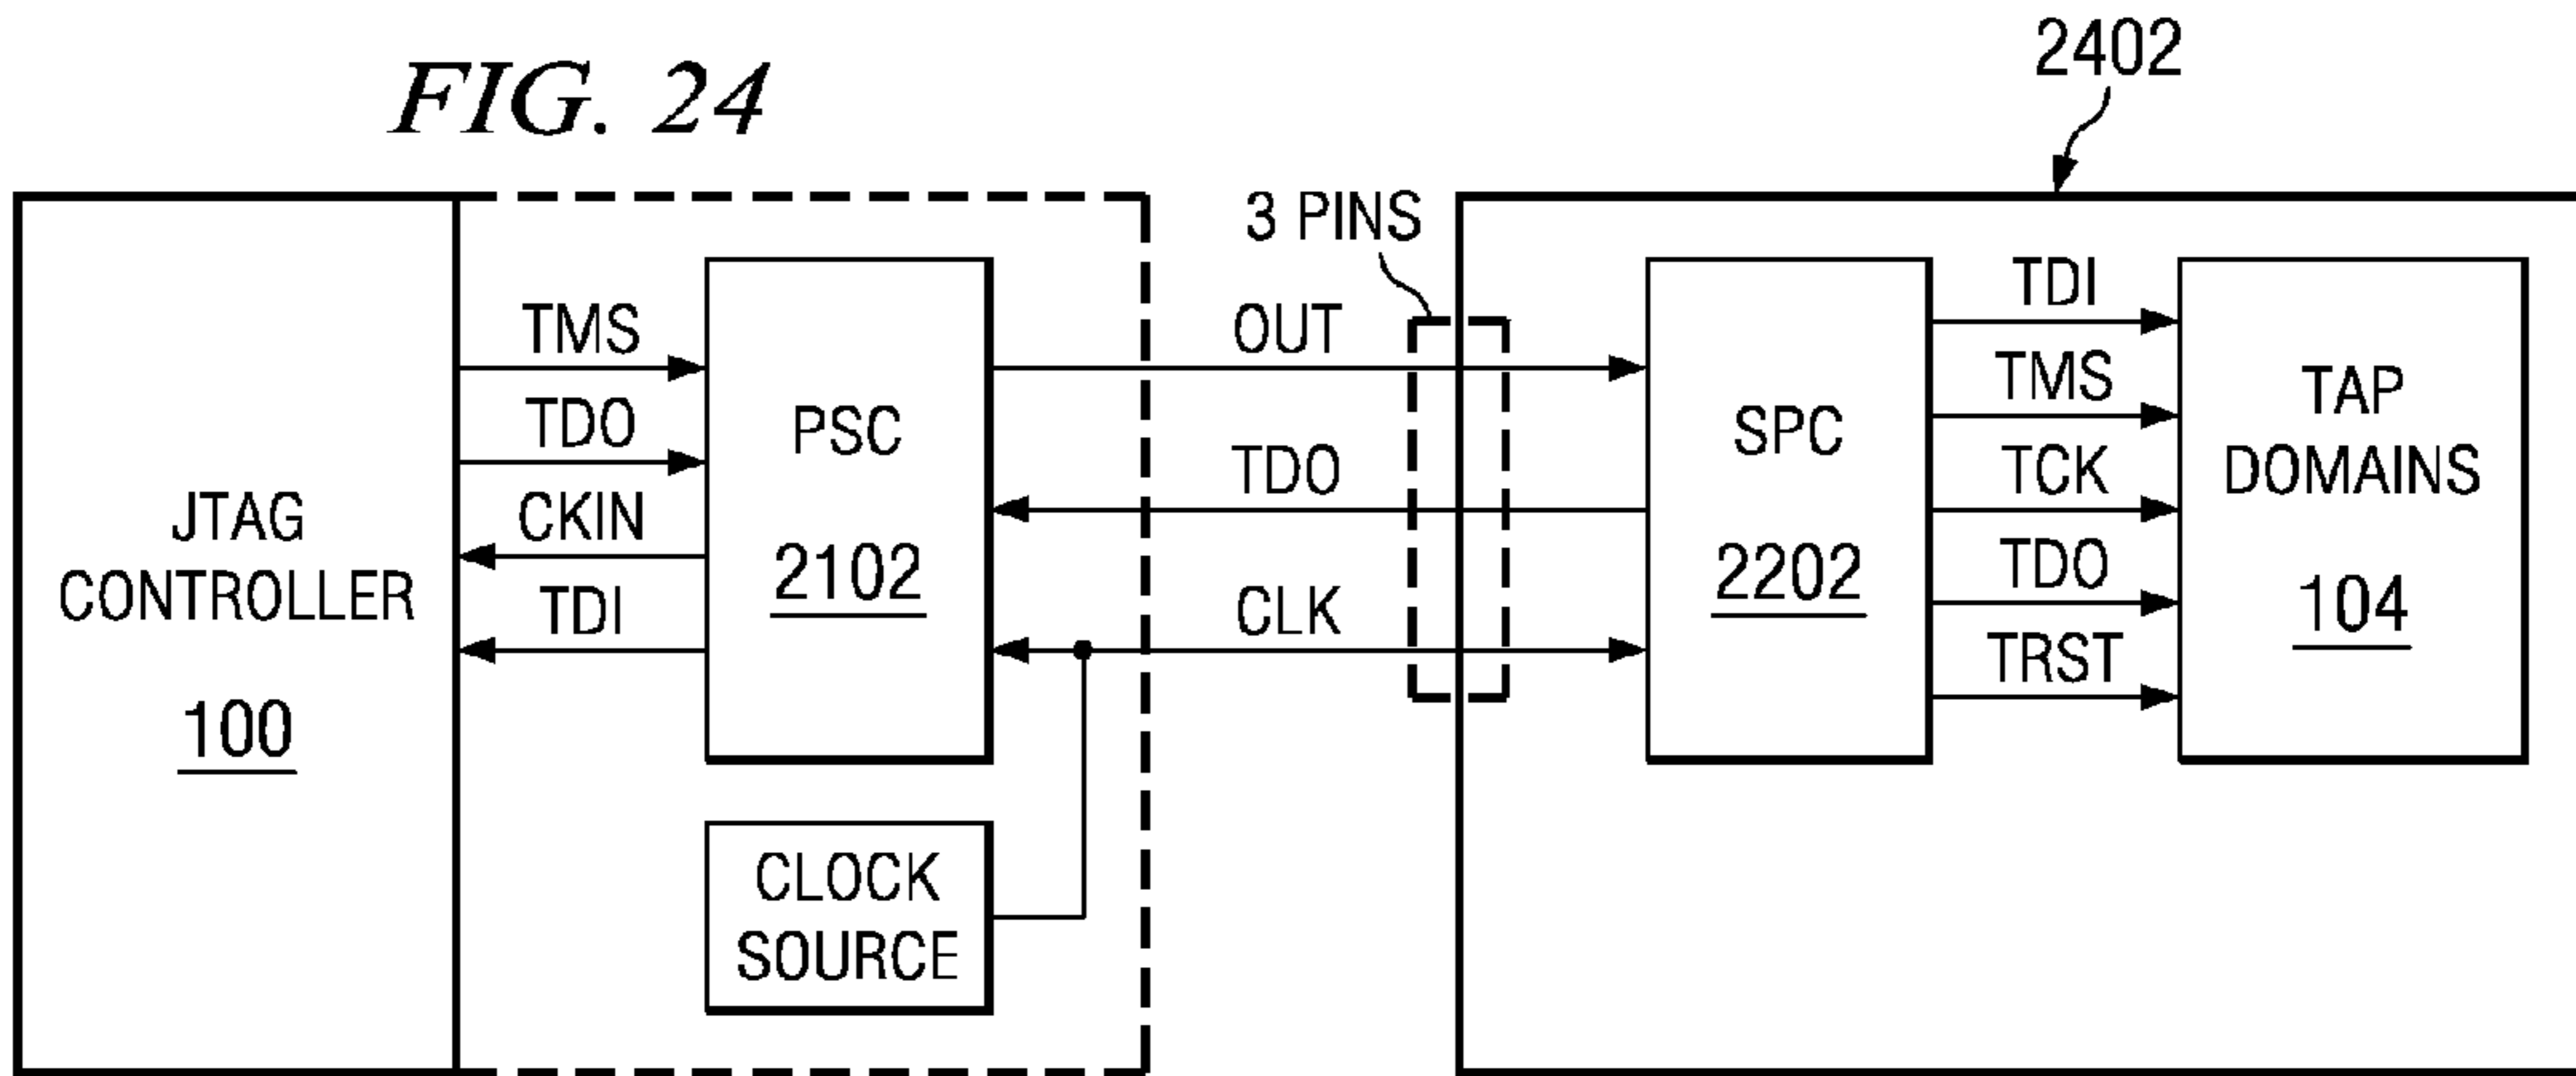 FIG. 24
2402
3 PINS
JTAG
CONTROLLER
100
TMS
TDO
CKIN
TDI
PSC
2102
CLOCK
SOURCE
OUT
TDO
CLK
SPC
2202
TDI
TMS
TCK
TDO
TRST
TAP
DOMAINS
104